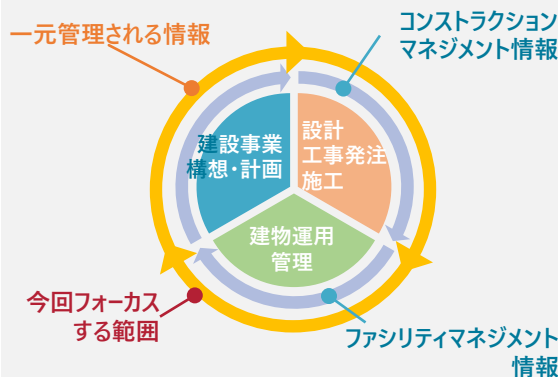 一元管理される情報
コンストラクション
マネジメント情報
建設事業
構想・計画
設計
工事発注
施工
建物運用
管理
今回フォーカス
する範囲
ファシリティマネジメント
情報